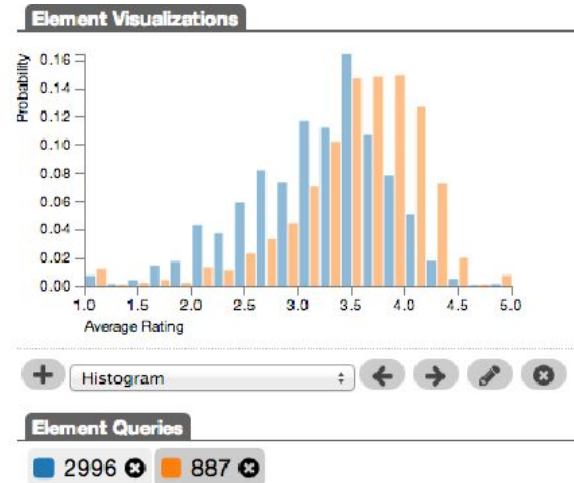 Element Visualizations
Probability
0.16
0.14
0.12
0.10
0.08
0.06
0.04
0.02
0.00
1.0 1.5 2.0 2.5 3.0 3.5 4.0 4.5 5.0
Average Rating
Histogram
Element Queries
2996 887